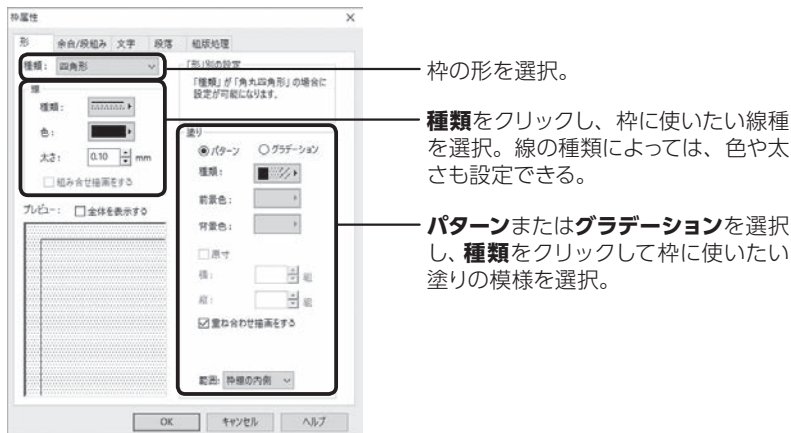 枠属性
形 余白/段組み 文字 段落 組版処理
種類： 四角形
「形」別の設定
「種類」が「角丸四角形」の場合に
設定が可能になります。
線
種類：
色：
太さ： 0.10 mm
組み合せ描画をする
プレビュー： 全体を表示する
塗り
パターン グラデーション
種類：
前景色：
背景色：
原寸
横： 組
縦： 組
重ね合わせ描画をする
範囲： 枠線の内側
OK キャンセル ヘルプ
枠の形を選択。
種類をクリックし、枠に使いたい線種
を選択。線の種類によっては、色や太
さも設定できる。
パターンまたはグラデーションを選択
し、種類をクリックして枠に使いたい
塗りの模様を選択。